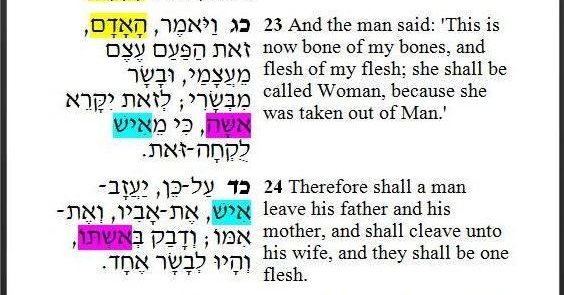 כג וַיֹּאמֶר, הָאָדָם,
זֹאת הַפַּעַם עֶצֶם
מֵעֲצָמַי, וּבָשָׂר
מִבְּשָׂרִי; לְזֹאת יִקָּרֵא
אִשָּׁה, כִּי מֵאִישׁ
לֻקְחָה-זֹּאת.
23 And the man said: 'This is
now bone of my bones, and
flesh of my flesh; she shall be
called Woman, because she
was taken out of Man.'
כד עַל-כֵּן, יַעֲזָב-
אִישׁ, אֶת-אָבִיו, וְאֶת-
אִמּוֹ; וְדָבַק בְּאִשְׁתּוֹ,
וְהָיוּ לְבָשָׂר אֶחָד.
24 Therefore shall a man
leave his father and his
mother, and shall cleave unto
his wife, and they shall be one
flesh.